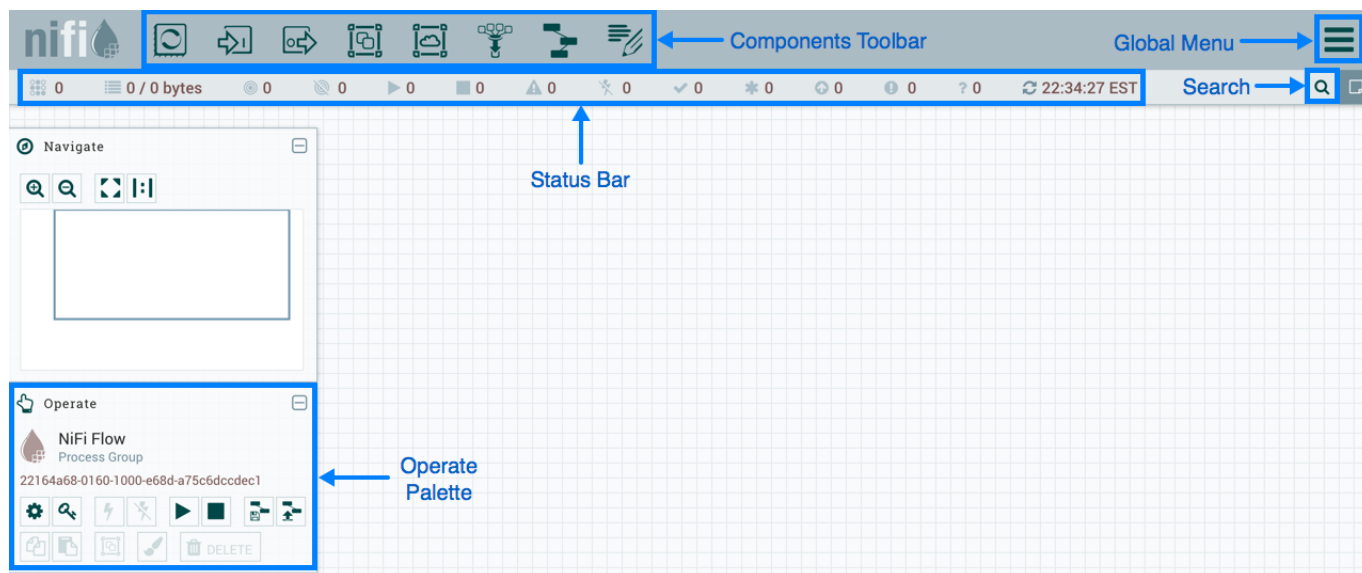 nifi
Components Toolbar
Global Menu
0 0 / 0 bytes 0 0 0 0 0 0 0 0 0 0 ? 0 22:34:27 EST
Search
Navigate
Status Bar
Operate
NiFi Flow
Process Group
22164a68-0160-1000-e68d-a75c6dccdec1
DELETE
Operate
Palette